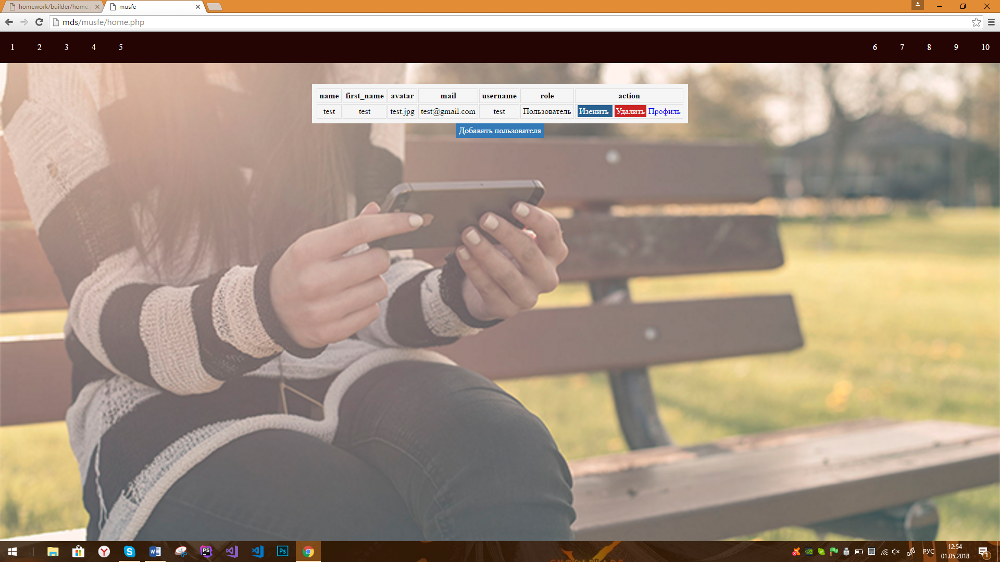 homework/builder/home.
musfe
mds/musfe/home.php
1 2 3 4 5 6 7 8 9 10
name first_name avatar mail username role action
test test test.jpg test@gmail.com test Пользователь Изенить Удалить Профиль
Добавить пользователя
РУС
12:54
01.05.2018
1